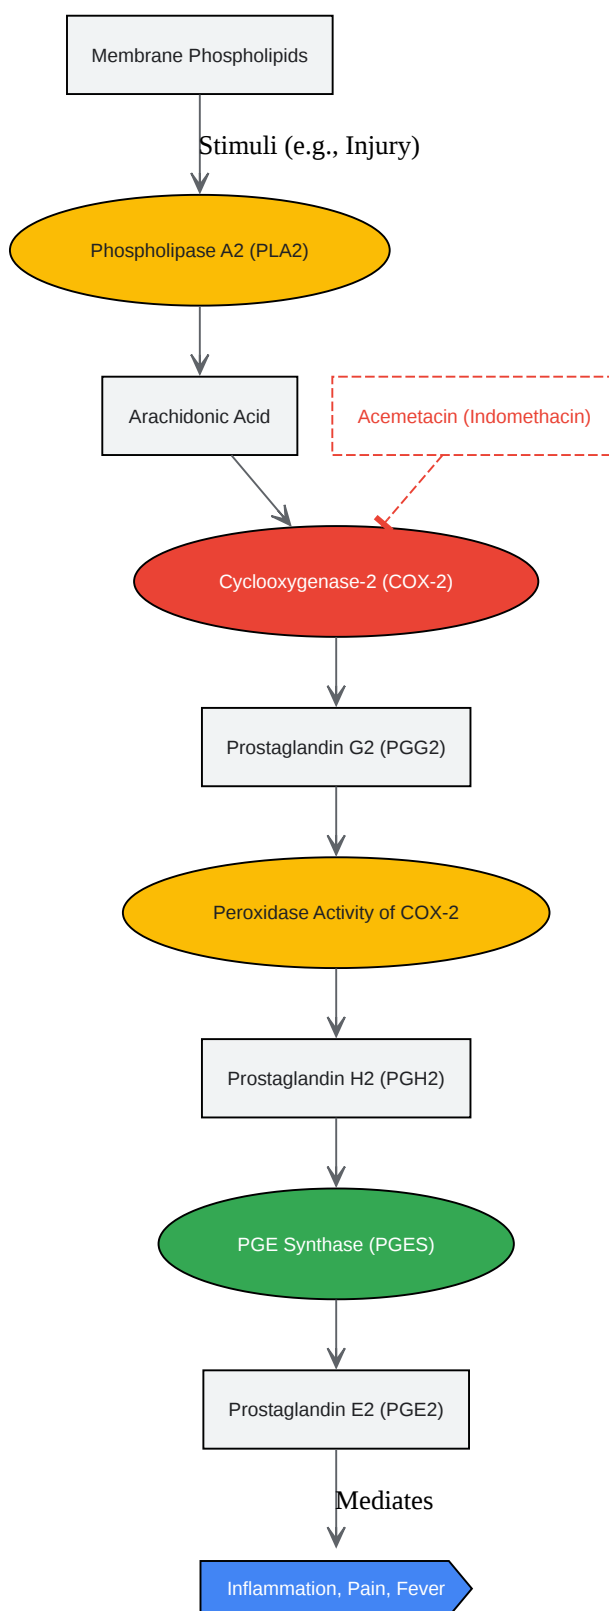 Membrane Phospholipids
Stimuli (e.g., Injury)
Phospholipase A2 (PLA2)
Arachidonic Acid
Acemetacin (Indomethacin)
Cyclooxygenase-2 (COX-2)
Prostaglandin G2 (PGG2)
Peroxidase Activity of COX-2
Prostaglandin H2 (PGH2)
PGE Synthase (PGES)
Prostaglandin E2 (PGE2)
Mediates
Inflammation, Pain, Fever